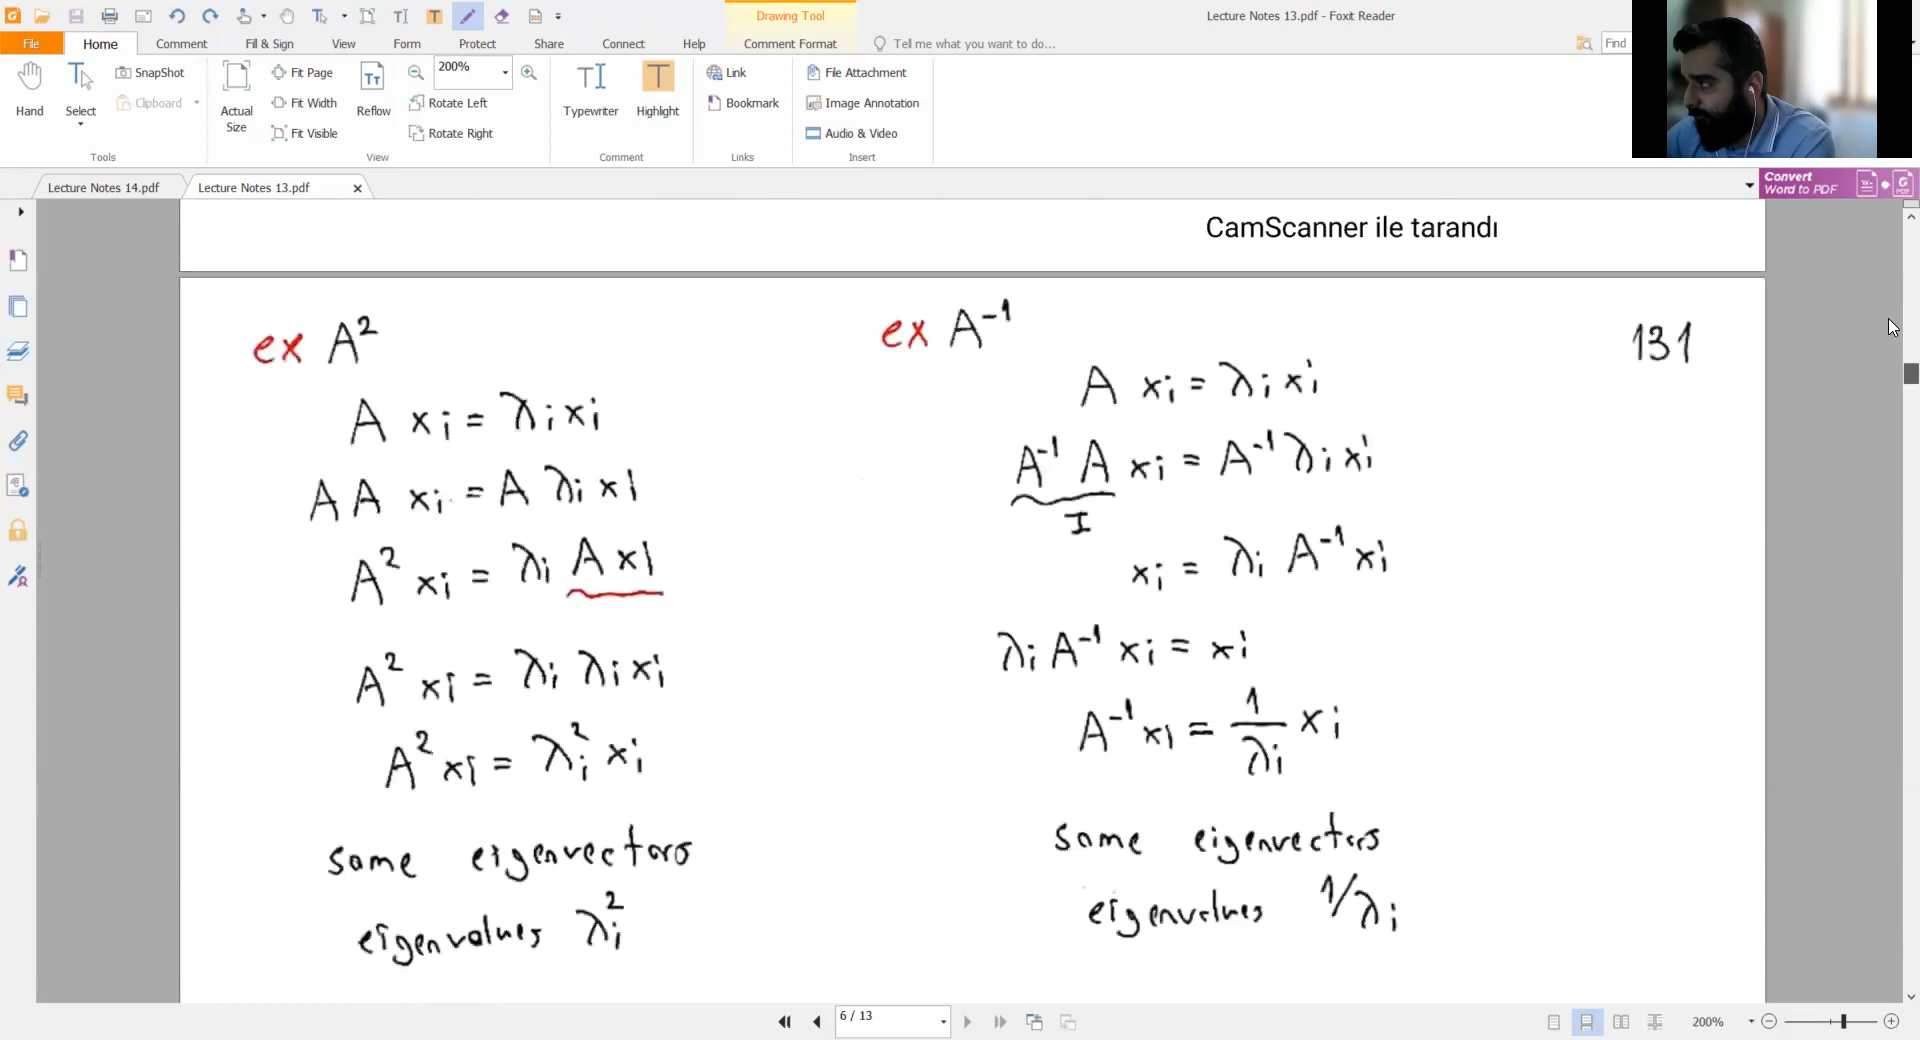 Drawing Tool
Lecture Notes 13.pdf - Foxit Reader
File
Home
Comment
Fill & Sign
View
Form
Protect
Share
Connect
Help
Comment Format
Tell me what you want to do...
Find
Hand
Select
SnapShot
Clipboard
Tools
Actual Size
Fit Page
Fit Width
Fit Visible
Reflow
200%
Rotate Left
Rotate Right
View
Typewriter
Highlight
Comment
Link
Bookmark
Links
File Attachment
Image Annotation
Audio & Video
Insert
Lecture Notes 14.pdf
Lecture Notes 13.pdf
Convert
Word to PDF
CamScanner ile tarandı
131
ex A²
A xi = λi xi
A A xi = A λi xi
A² xi = λi A xi
A² xi = λi λi xi
A² xi = λi² xi
same eigenvectors
eigenvalues λi²
ex A⁻¹
A xi = λi xi
A⁻¹ A xi = A⁻¹ λi xi
I
xi = λi A⁻¹ xi
λi A⁻¹ xi = xi
A⁻¹ xi = 1/λi xi
same eigenvectors
eigenvalues 1/λi
6 / 13
200%